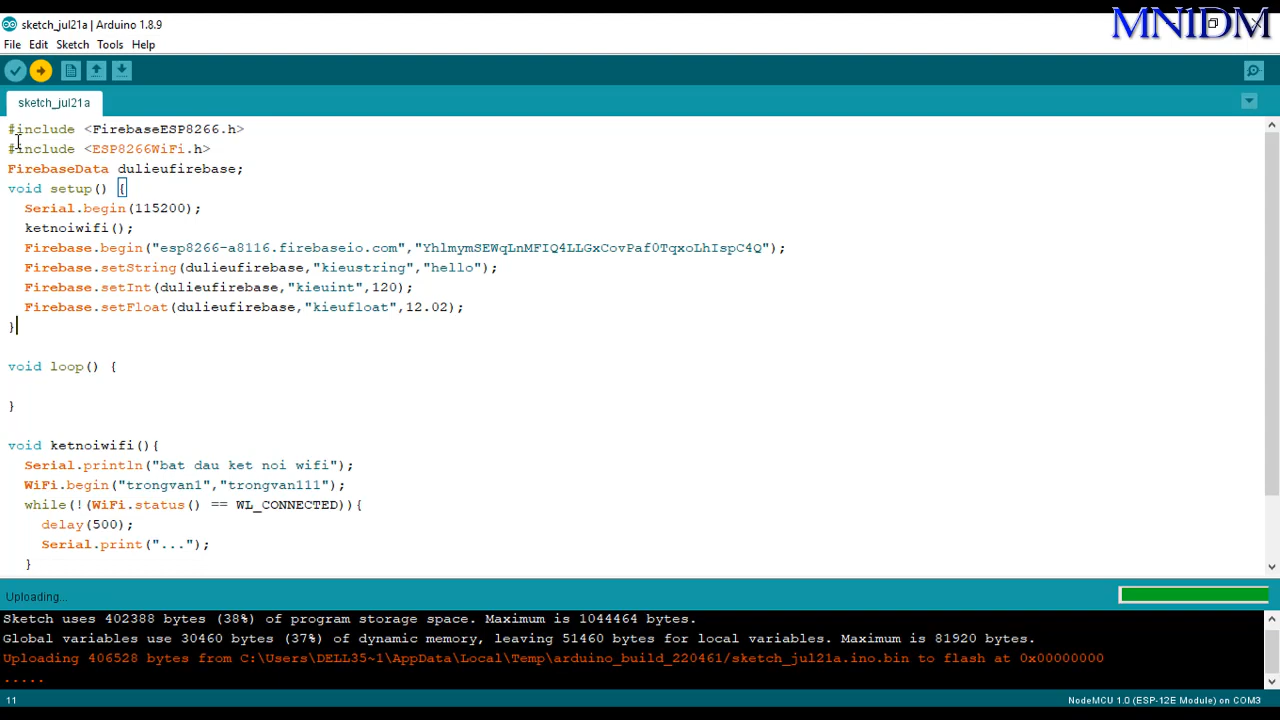 sketch_jul21a | Arduino 1.8.9
MN1DM
File Edit Sketch Tools Help
sketch_jul21a
#include <FirebaseESP8266.h>
#include <ESP8266WiFi.h>
FirebaseData dulieufirebase;
void setup() {
Serial.begin(115200);
ketnoiwifi();
Firebase.begin("esp8266-a8116.firebaseio.com","YhlmymSEWqLnMFIQ4LLGxCovPaf0TqxoLhIspC4Q");
Firebase.setString(dulieufirebase,"kieustring","hello");
Firebase.setInt(dulieufirebase,"kieuint",120);
Firebase.setFloat(dulieufirebase,"kieufloat",12.02);
}
void loop() {
}
void ketnoiwifi(){
Serial.println("bat dau ket noi wifi");
WiFi.begin("trongvan1","trongvan111");
while(!(WiFi.status() == WL_CONNECTED)){
delay(500);
Serial.print("...");
}
Uploading...
Sketch uses 402388 bytes (38%) of program storage space. Maximum is 1044464 bytes.
Global variables use 30460 bytes (37%) of dynamic memory, leaving 51460 bytes for local variables. Maximum is 81920 bytes.
Uploading 406528 bytes from C:\Users\DELL35~1\AppData\Local\Temp\arduino_build_220461/sketch_jul21a.ino.bin to flash at 0x00000000
.....
11
NodeMCU 1.0 (ESP-12E Module) on COM3